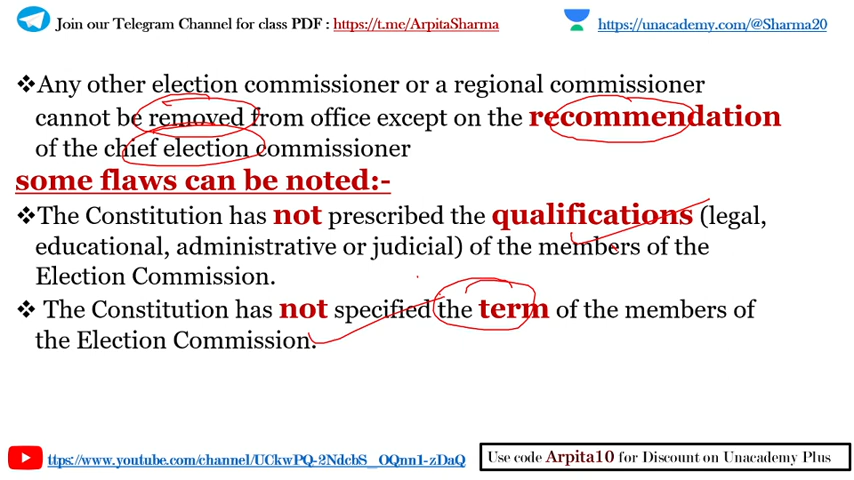 Join our Telegram Channel for class PDF : https://t.me/ArpitaSharma
https://unacademy.com/@Sharma20
❖Any other election commissioner or a regional commissioner
cannot be removed from office except on the recommendation
of the chief election commissioner
some flaws can be noted:-
❖The Constitution has not prescribed the qualifications (legal,
educational, administrative or judicial) of the members of the
Election Commission.
❖ The Constitution has not specified the term of the members of
the Election Commission.
ttps://www.youtube.com/channel/UCkwPQ-2NdcbS_OQnn1-zDaQ
Use code Arpita10 for Discount on Unacademy Plus